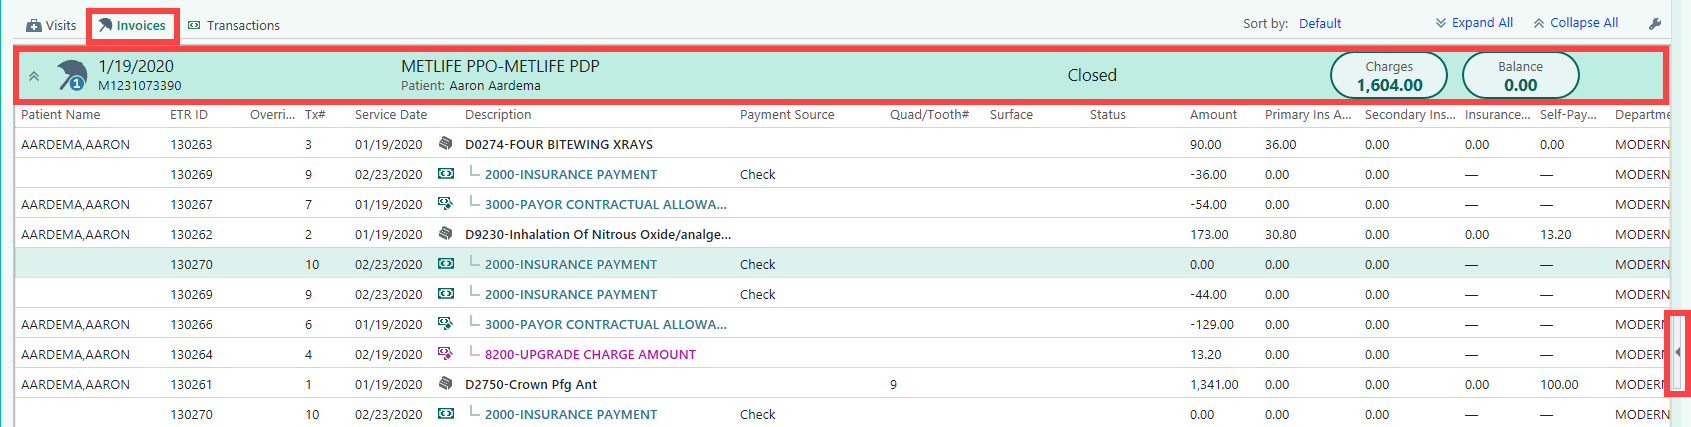 Visits Invoices Transactions Sort by: Default Expand All Collapse All
1/19/2020 METLIFE PPO-METLIFE PDP Closed Charges Balance
1 M1231073390 Patient: Aaron Aardema 1,604.00 0.00
Patient Name ETR ID Overri... Tx# Service Date Description Payment Source Quad/Tooth# Surface Status Amount Primary Ins A... Secondary Ins... Insurance... Self-Pay... Departme
AARDEMA,AARON 130263 3 01/19/2020 D0274-FOUR BITEWING XRAYS 90.00 36.00 0.00 0.00 0.00 MODERN
130269 9 02/23/2020 2000-INSURANCE PAYMENT Check -36.00 0.00 0.00 — — MODERN
AARDEMA,AARON 130267 7 01/19/2020 3000-PAYOR CONTRACTUAL ALLOWA... -54.00 0.00 0.00 — — MODERN
AARDEMA,AARON 130262 2 01/19/2020 D9230-Inhalation Of Nitrous Oxide/analge... 173.00 30.80 0.00 0.00 13.20 MODERN
130270 10 02/23/2020 2000-INSURANCE PAYMENT Check 0.00 0.00 0.00 — — MODERN
130269 9 02/23/2020 2000-INSURANCE PAYMENT Check -44.00 0.00 0.00 — — MODERN
AARDEMA,AARON 130266 6 01/19/2020 3000-PAYOR CONTRACTUAL ALLOWA... -129.00 0.00 0.00 — — MODERN
AARDEMA,AARON 130264 4 02/19/2020 8200-UPGRADE CHARGE AMOUNT 13.20 0.00 0.00 — — MODERN
AARDEMA,AARON 130261 1 01/19/2020 D2750-Crown Pfg Ant 9 1,341.00 0.00 0.00 0.00 100.00 MODERN
130270 10 02/23/2020 2000-INSURANCE PAYMENT Check 0.00 0.00 0.00 — — MODERN